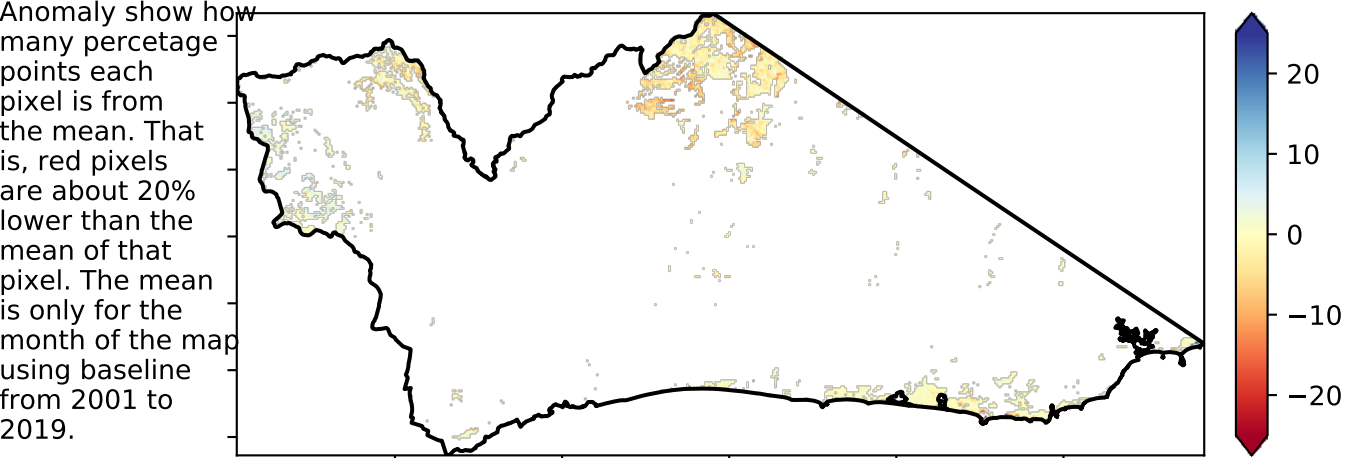 Anomaly show how
many percetage
points each
pixel is from
the mean. That
is, red pixels
are about 20%
lower than the
mean of that
pixel. The mean
is only for the
month of the map
using baseline
from 2001 to
2019.
20
10
0
−10
−20